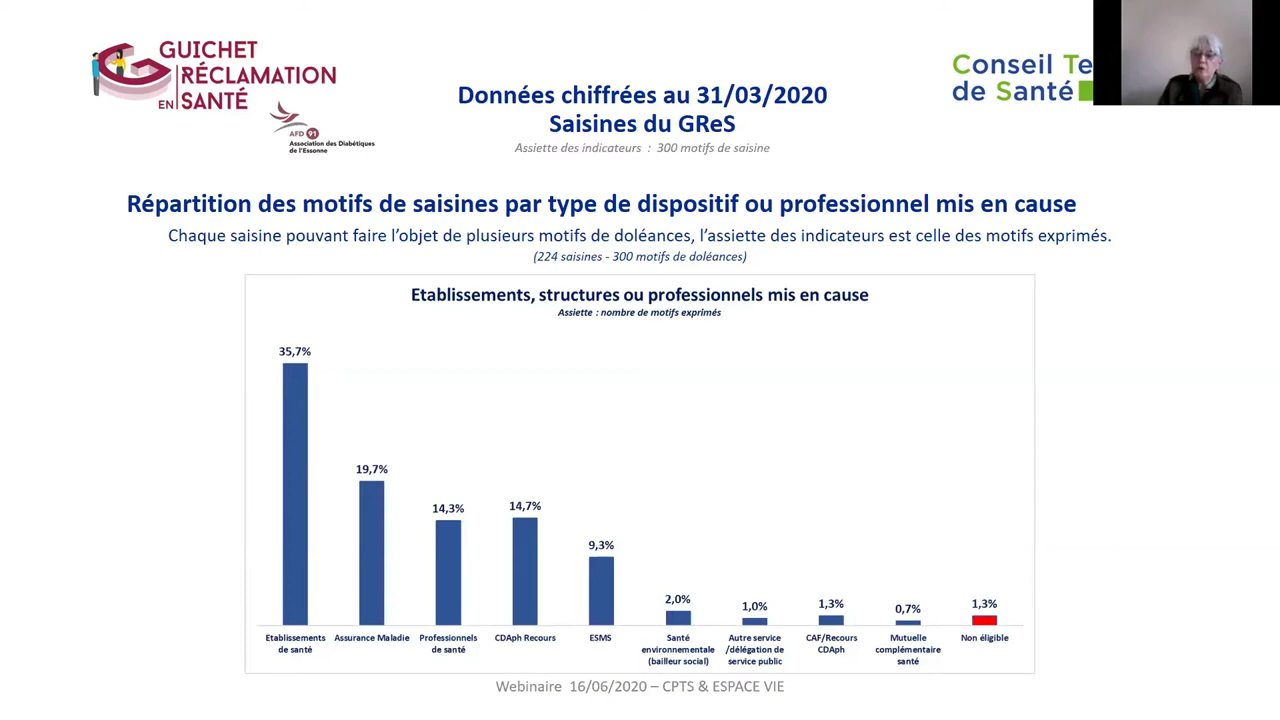 GUICHET
RÉCLAMATION
EN SANTÉ
AFD 91
Association des Diabétiques
de l'Essonne
Données chiffrées au 31/03/2020
Saisines du GReS
Assiette des indicateurs : 300 motifs de saisine
Conseil Te
de Santé
Répartition des motifs de saisines par type de dispositif ou professionnel mis en cause
Chaque saisine pouvant faire l'objet de plusieurs motifs de doléances, l'assiette des indicateurs est celle des motifs exprimés.
(224 saisines - 300 motifs de doléances)
Etablissements, structures ou professionnels mis en cause
Assiette : nombre de motifs exprimés
35,7%
19,7%
14,3%
14,7%
9,3%
2,0%
1,0%
1,3%
0,7%
1,3%
Etablissements
de santé
Assurance Maladie
Professionnels
de santé
CDAph Recours
ESMS
Santé
environnementale
(bailleur social)
Autre service
/délégation de
service public
CAF/Recours
CDAph
Mutuelle
complémentaire
santé
Non éligible
Webinaire 16/06/2020 – CPTS & ESPACE VIE